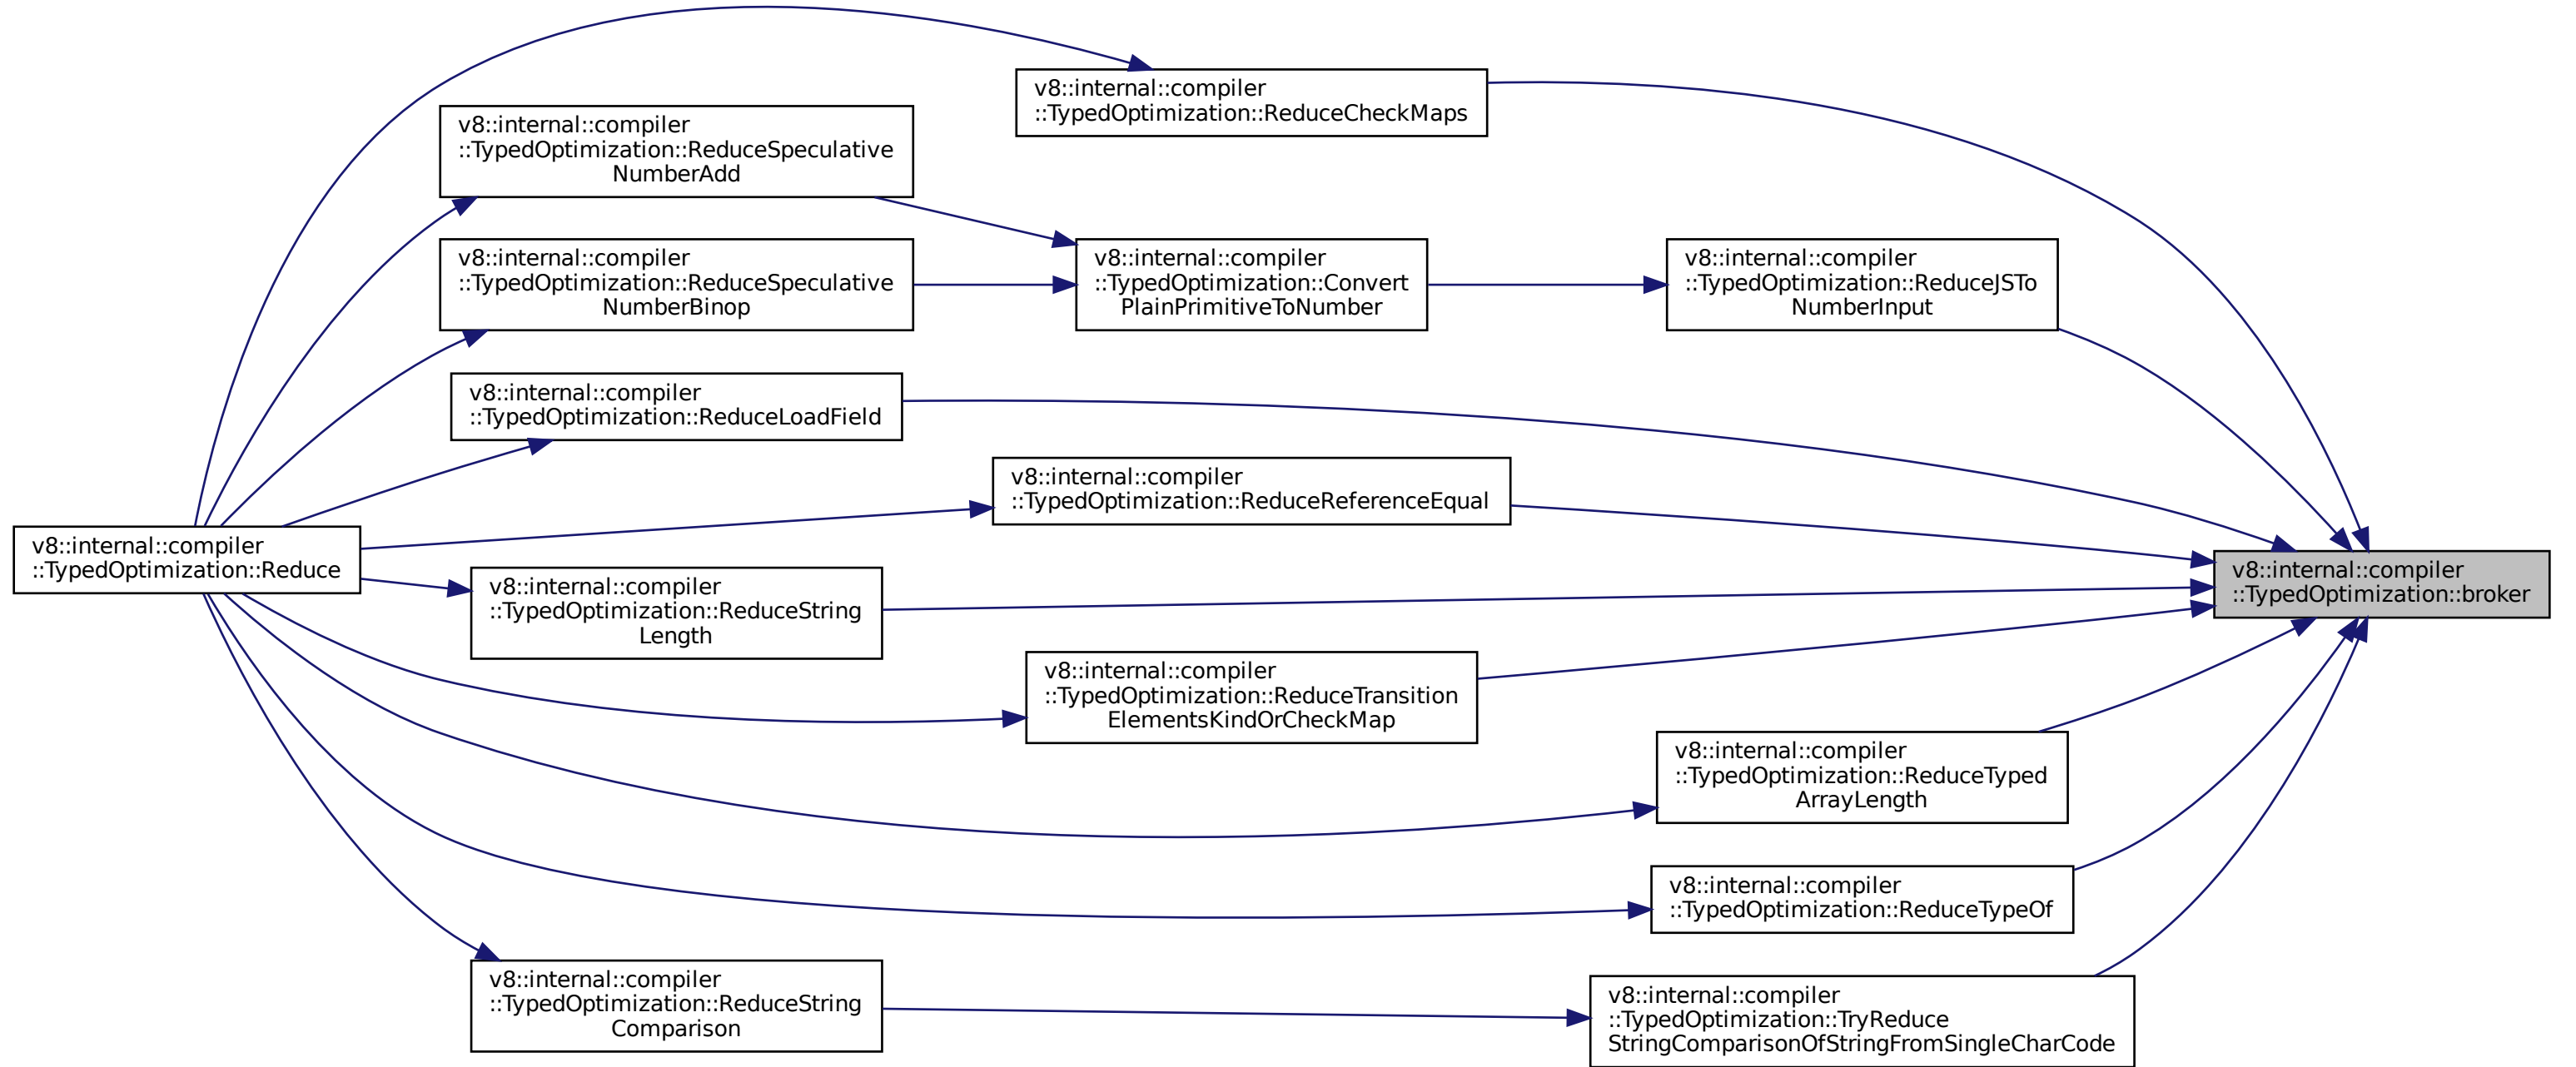 v8::internal::compiler
::TypedOptimization::ReduceCheckMaps
v8::internal::compiler
::TypedOptimization::ReduceSpeculative
NumberAdd
v8::internal::compiler
::TypedOptimization::ReduceSpeculative
NumberBinop
v8::internal::compiler
::TypedOptimization::Convert
PlainPrimitiveToNumber
v8::internal::compiler
::TypedOptimization::ReduceJSTo
NumberInput
v8::internal::compiler
::TypedOptimization::ReduceLoadField
v8::internal::compiler
::TypedOptimization::ReduceReferenceEqual
v8::internal::compiler
::TypedOptimization::Reduce
v8::internal::compiler
::TypedOptimization::broker
v8::internal::compiler
::TypedOptimization::ReduceString
Length
v8::internal::compiler
::TypedOptimization::ReduceTransition
ElementsKindOrCheckMap
v8::internal::compiler
::TypedOptimization::ReduceTyped
ArrayLength
v8::internal::compiler
::TypedOptimization::ReduceTypeOf
v8::internal::compiler
::TypedOptimization::ReduceString
Comparison
v8::internal::compiler
::TypedOptimization::TryReduce
StringComparisonOfStringFromSingleCharCode